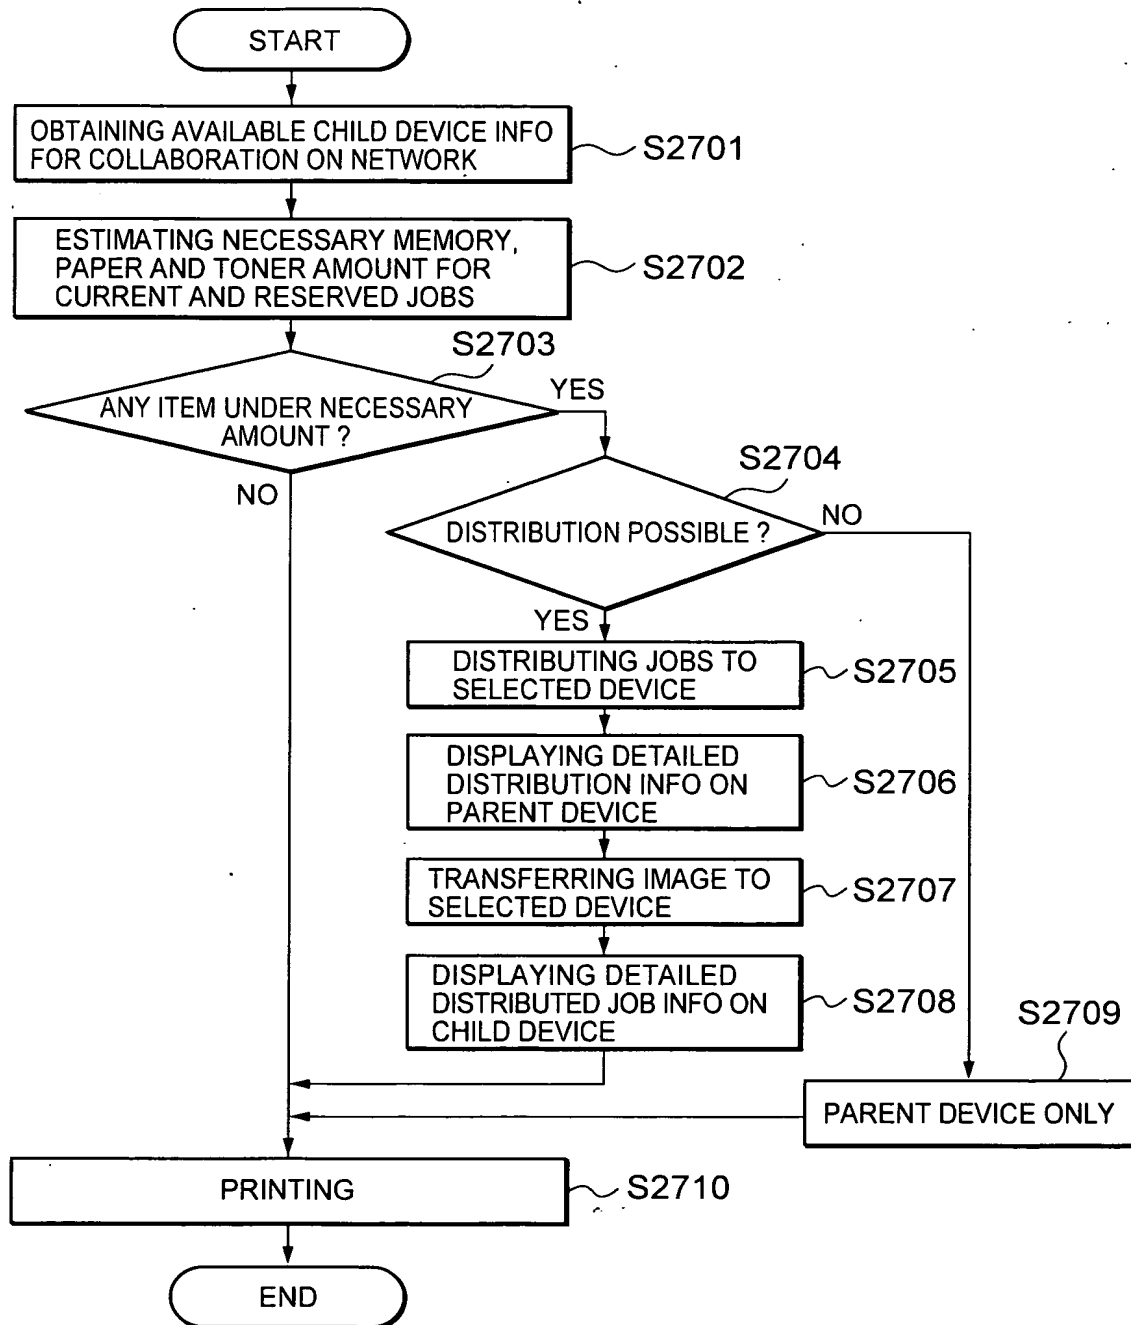 START
OBTAINING AVAILABLE CHILD DEVICE INFO
FOR COLLABORATION ON NETWORK
S2701
ESTIMATING NECESSARY MEMORY,
PAPER AND TONER AMOUNT FOR
CURRENT AND RESERVED JOBS
S2702
S2703
ANY ITEM UNDER NECESSARY
AMOUNT ?
YES
NO
S2704
DISTRIBUTION POSSIBLE ?
NO
YES
DISTRIBUTING JOBS TO
SELECTED DEVICE
S2705
DISPLAYING DETAILED
DISTRIBUTION INFO ON
PARENT DEVICE
S2706
TRANSFERRING IMAGE TO
SELECTED DEVICE
S2707
DISPLAYING DETAILED
DISTRIBUTED JOB INFO ON
CHILD DEVICE
S2708
S2709
PARENT DEVICE ONLY
PRINTING
S2710
END